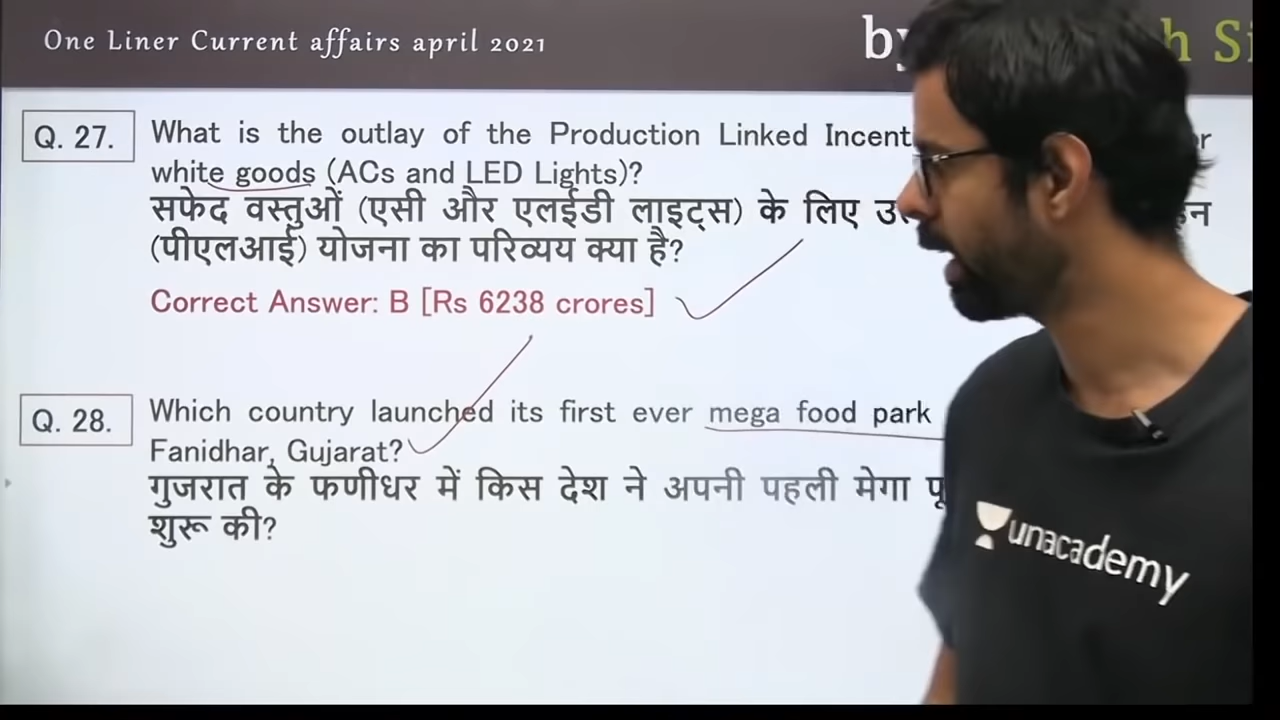 One Liner Current affairs april 2021
by h Si
Q. 27. What is the outlay of the Production Linked Incent or
white goods (ACs and LED Lights)?
सफेद वस्तुओं (एसी और एलईडी लाइट्स) के लिए
(पीएलआई) योजना का परिव्यय क्या है?
Correct Answer: B [Rs 6238 crores]
Q. 28. Which country launched its first ever mega food park
Fanidhar, Gujarat?
गुजरात के फणीधर में किस देश ने अपनी पहली मेगा
शुरू की?
unacademy